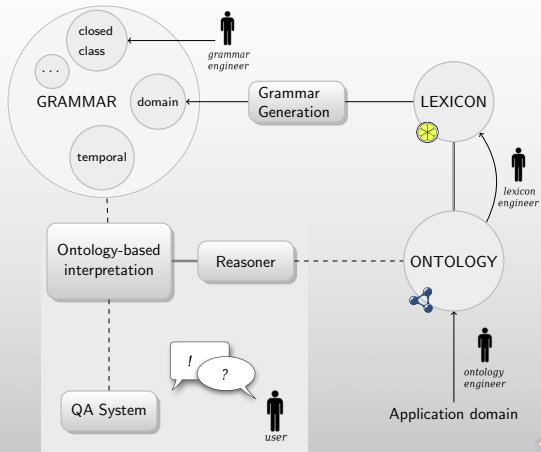 closed
class
grammar
engineer
...
GRAMMAR
domain
Grammar
Generation
LEXICON
temporal
lexicon
engineer
Ontology-based
interpretation
Reasoner
ONTOLOGY
!
?
ontology
engineer
QA System
user
Application domain